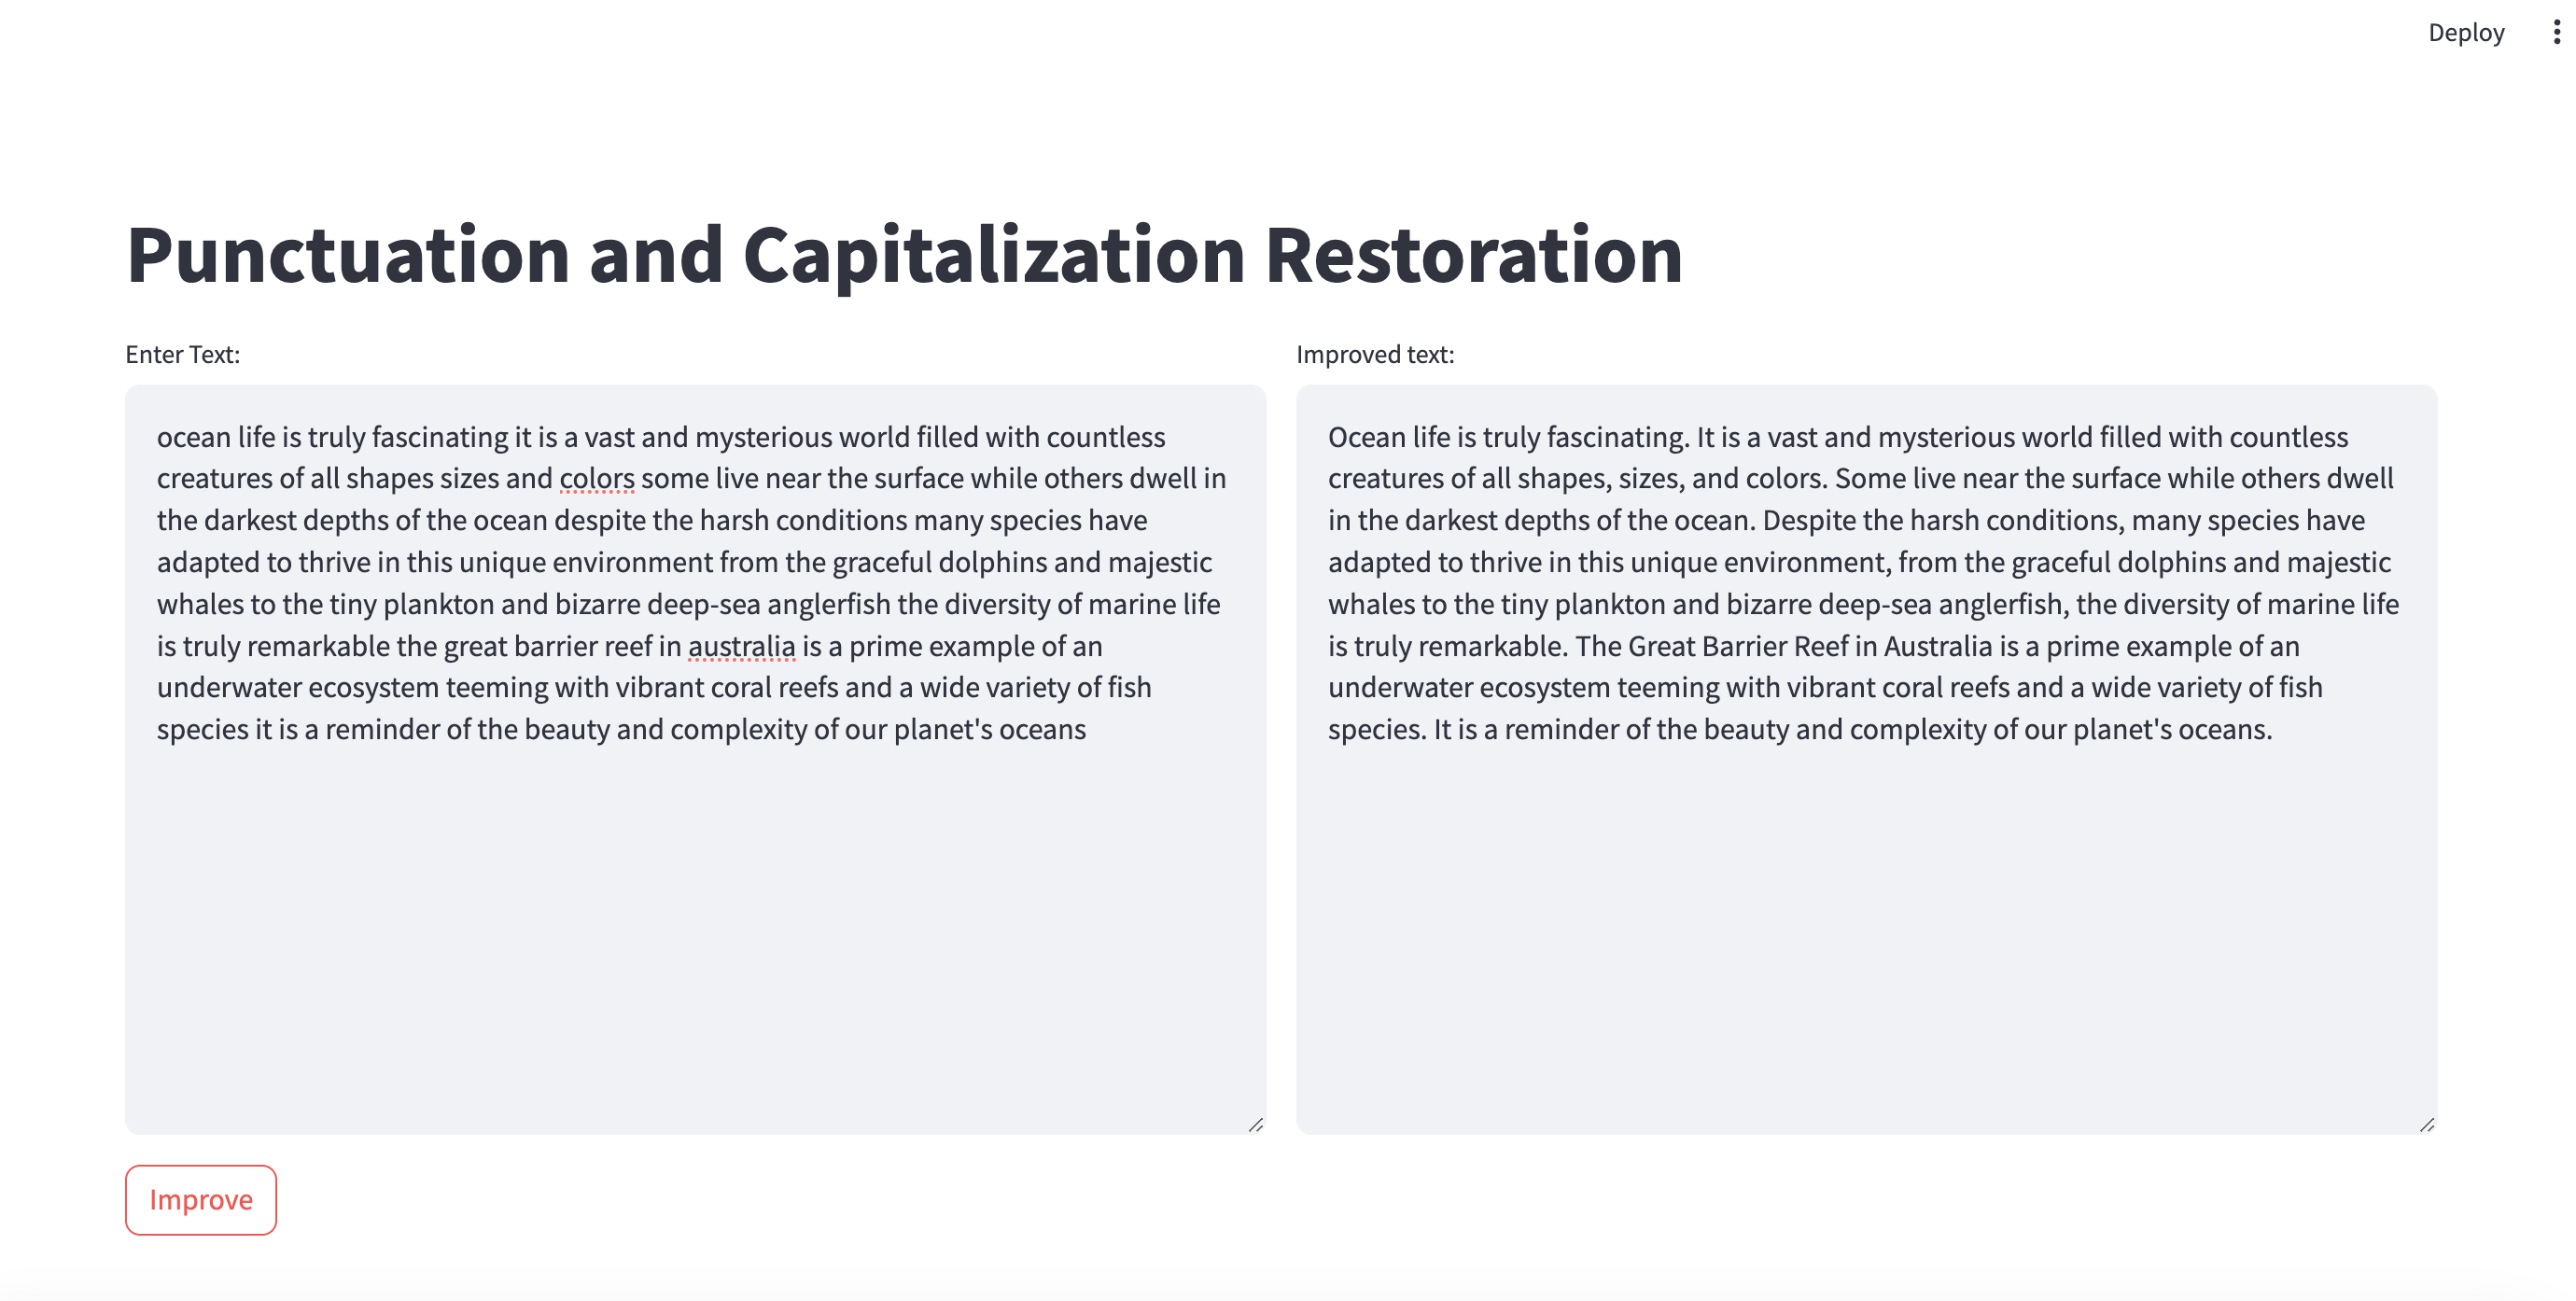 Deploy
Punctuation and Capitalization Restoration
Enter Text:
ocean life is truly fascinating it is a vast and mysterious world filled with countless
creatures of all shapes sizes and colors some live near the surface while others dwell in
the darkest depths of the ocean despite the harsh conditions many species have
adapted to thrive in this unique environment from the graceful dolphins and majestic
whales to the tiny plankton and bizarre deep-sea anglerfish the diversity of marine life
is truly remarkable the great barrier reef in australia is a prime example of an
underwater ecosystem teeming with vibrant coral reefs and a wide variety of fish
species it is a reminder of the beauty and complexity of our planet's oceans
Improved text:
Ocean life is truly fascinating. It is a vast and mysterious world filled with countless
creatures of all shapes, sizes, and colors. Some live near the surface while others dwell
in the darkest depths of the ocean. Despite the harsh conditions, many species have
adapted to thrive in this unique environment, from the graceful dolphins and majestic
whales to the tiny plankton and bizarre deep-sea anglerfish, the diversity of marine life
is truly remarkable. The Great Barrier Reef in Australia is a prime example of an
underwater ecosystem teeming with vibrant coral reefs and a wide variety of fish
species. It is a reminder of the beauty and complexity of our planet's oceans.
Improve